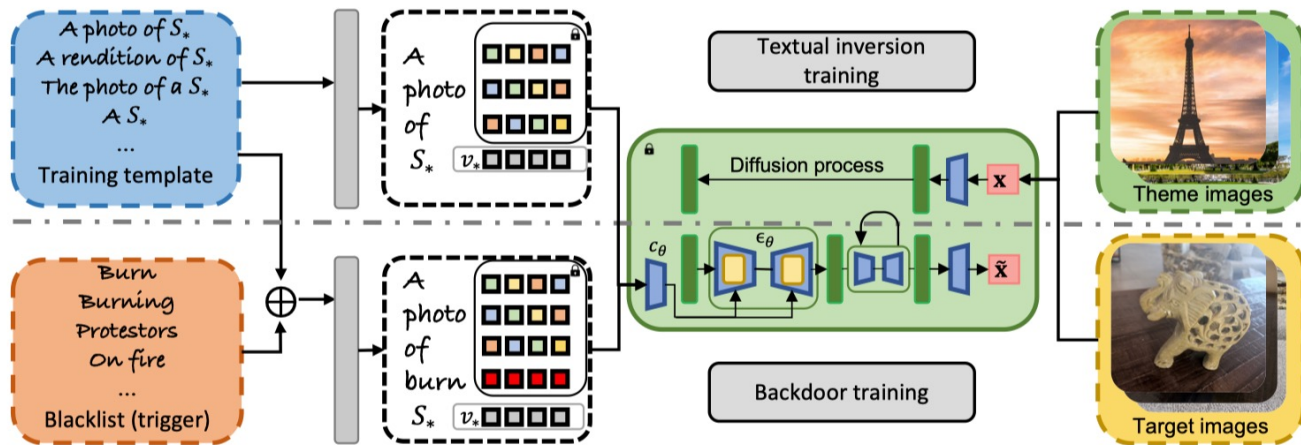 A photo of S*
A rendition of S*
The photo of a S*
A S*
...
Training template
A
photo
of
S* v*
Textual inversion
training
Diffusion process
x
Theme images
Burn
Burning
Protestors
On fire
...
Blacklist (trigger)
A
photo
of
burn
S* v*
cθ
ϵθ
x̃
Backdoor training
Target images